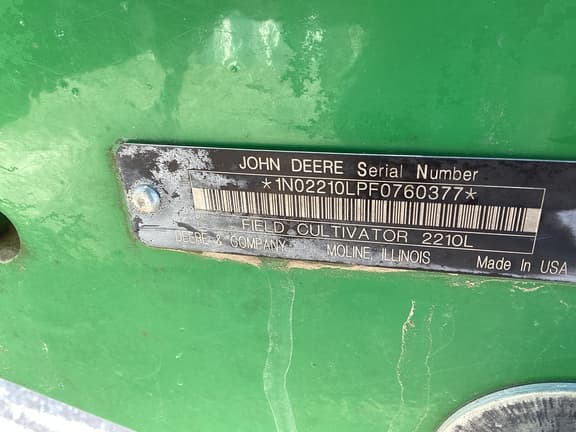 JOHN DEERE Serial Number
*1N02210LPF0760377*
FIELD CULTIVATOR 2210L
DEERE & COMPANY MOLINE, ILLINOIS Made In USA